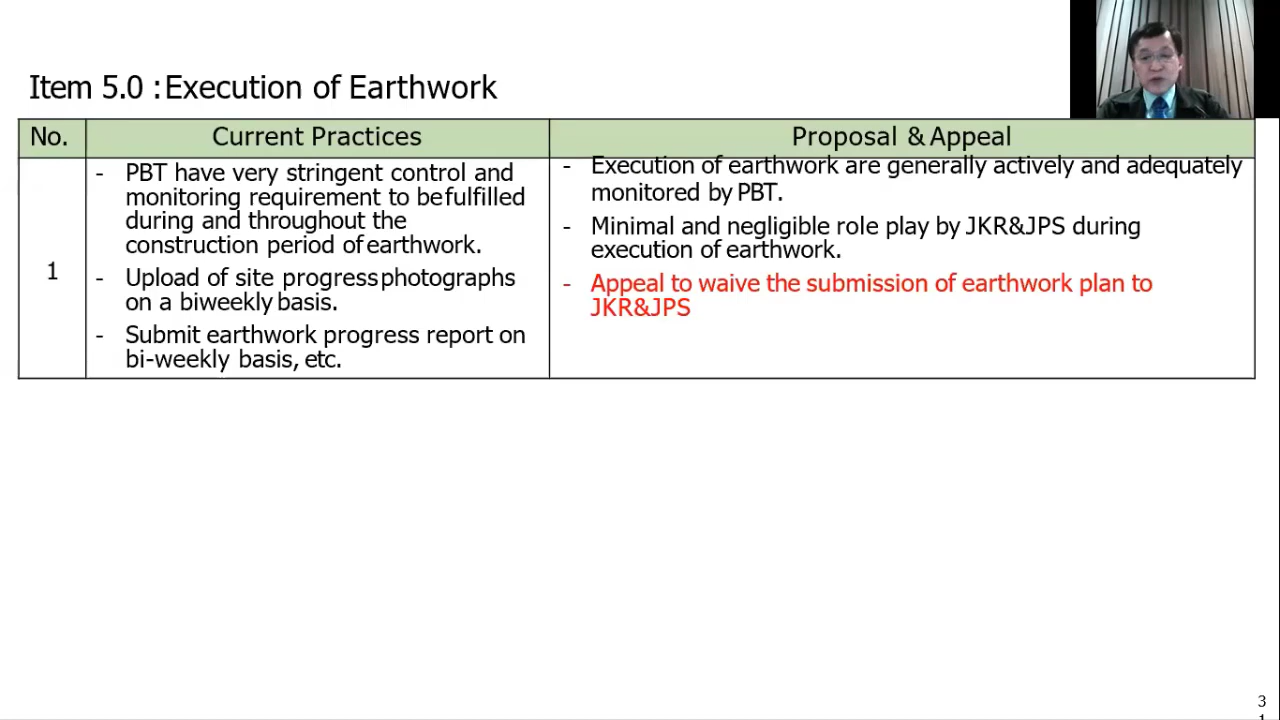 Item 5.0 : Execution of Earthwork
No.
Current Practices
Proposal & Appeal
1
- PBT have very stringent control and
monitoring requirement to be fulfilled
during and throughout the
construction period of earthwork.
- Upload of site progress photographs
on a biweekly basis.
- Submit earthwork progress report on
bi-weekly basis, etc.
- Execution of earthwork are generally actively and adequately
monitored by PBT.
- Minimal and negligible role play by JKR&JPS during
execution of earthwork.
- Appeal to waive the submission of earthwork plan to
JKR&JPS
3
1